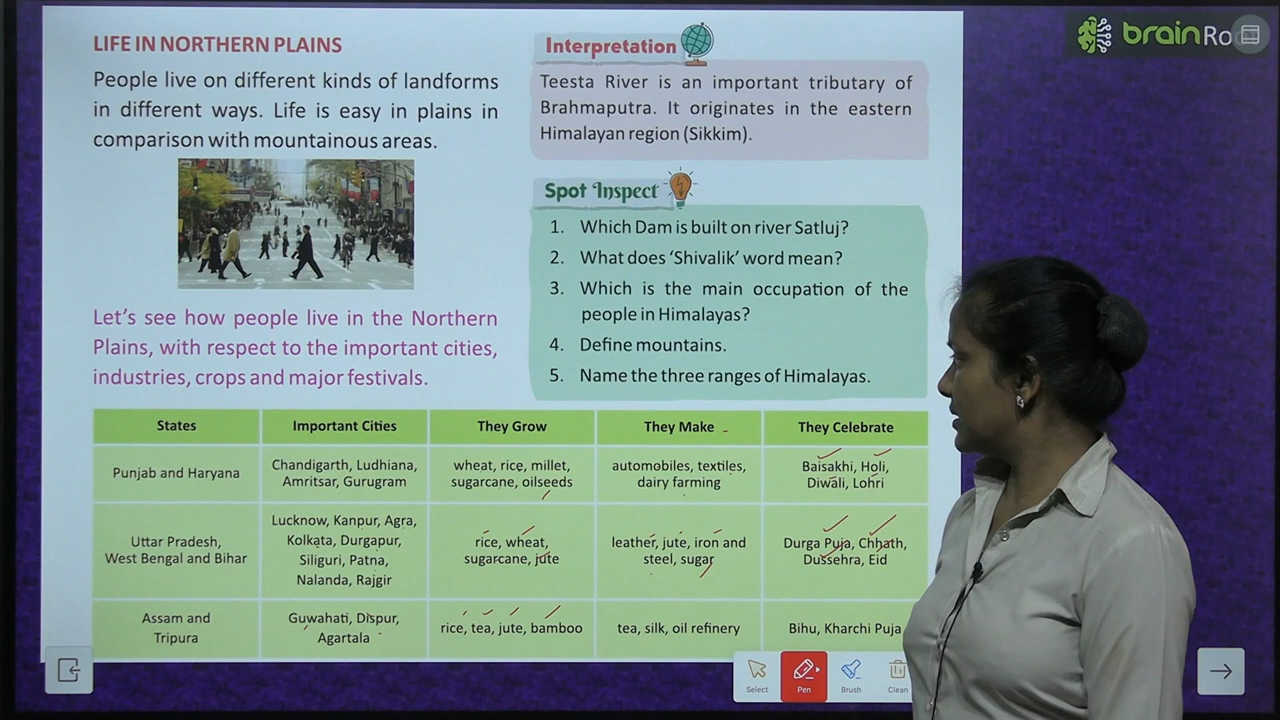 LIFE IN NORTHERN PLAINS
People live on different kinds of landforms
in different ways. Life is easy in plains in
comparison with mountainous areas.
Let's see how people live in the Northern
Plains, with respect to the important cities,
industries, crops and major festivals.
Interpretation
Teesta River is an important tributary of
Brahmaputra. It originates in the eastern
Himalayan region (Sikkim).
Spot Inspect
1. Which Dam is built on river Satluj?
2. What does ‘Shivalik’ word mean?
3. Which is the main occupation of the
people in Himalayas?
4. Define mountains.
5. Name the three ranges of Himalayas.
States Important Cities They Grow They Make They Celebrate
Punjab and Haryana
Chandigarth, Ludhiana,
Amritsar, Gurugram
wheat, rice, millet,
sugarcane, oilseeds
automobiles, textiles,
dairy farming
Baisakhi, Holi,
Diwali, Lohri
Uttar Pradesh,
West Bengal and Bihar
Lucknow, Kanpur, Agra,
Kolkata, Durgapur,
Siliguri, Patna,
Nalanda, Rajgir
rice, wheat,
sugarcane, jute
leather, jute, iron and
steel, sugar
Durga Puja, Chhath,
Dussehra, Eid
Assam and
Tripura
Guwahati, Dispur,
Agartala
rice, tea, jute, bamboo
tea, silk, oil refinery
Bihu, Kharchi Puja
Select
Pen
Brush
Clean
brain